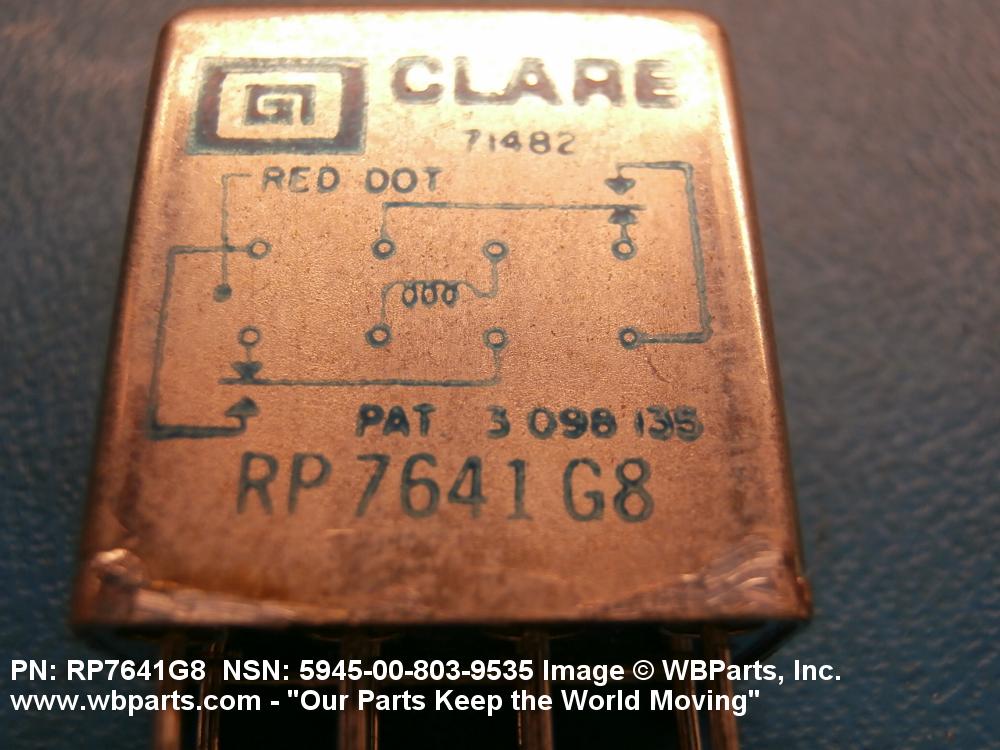 GI CLARE
71482
RED DOT
PAT. 3 098 135
RP 7641 G8
PN: RP7641G8 NSN: 5945-00-803-9535 Image © WBParts, Inc.
www.wbparts.com - "Our Parts Keep the World Moving"